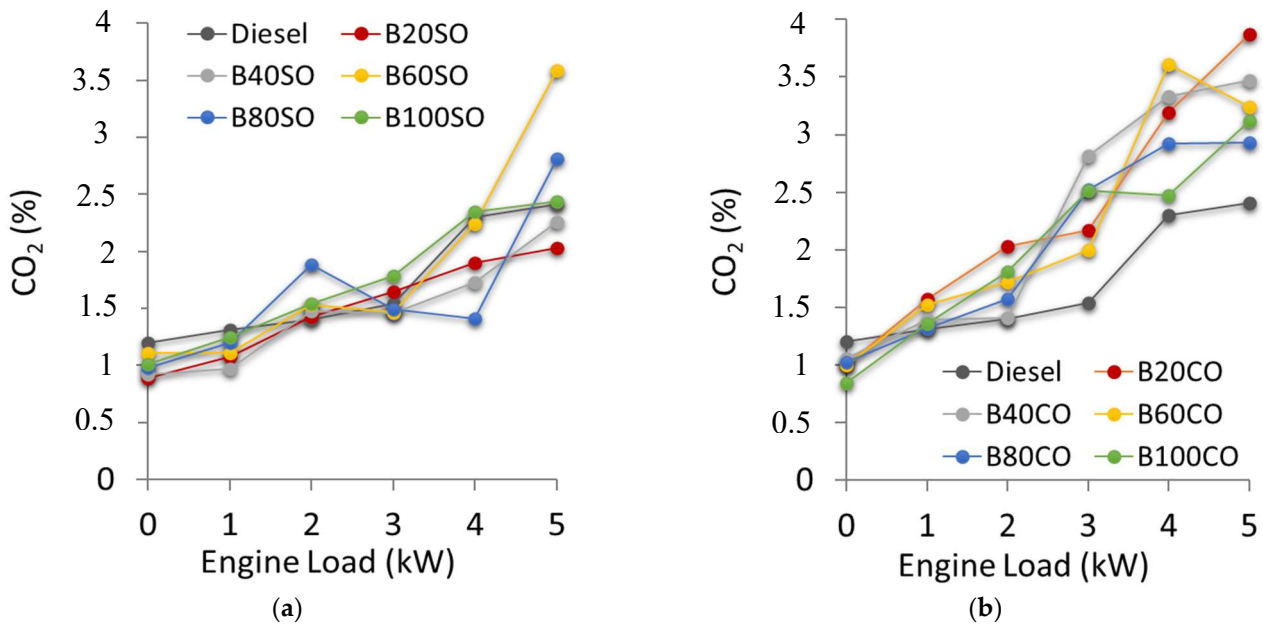 4
3.5
3
2.5
2
1.5
1
0.5
0
CO₂ (%)
Diesel B20SO
B40SO B60SO
B80SO B100SO
0 1 2 3 4 5
Engine Load (kW)
(a)
4
3.5
3
2.5
2
1.5
1
0.5
0
CO₂ (%)
Diesel B20CO
B40CO B60CO
B80CO B100CO
0 1 2 3 4 5
Engine Load (kW)
(b)